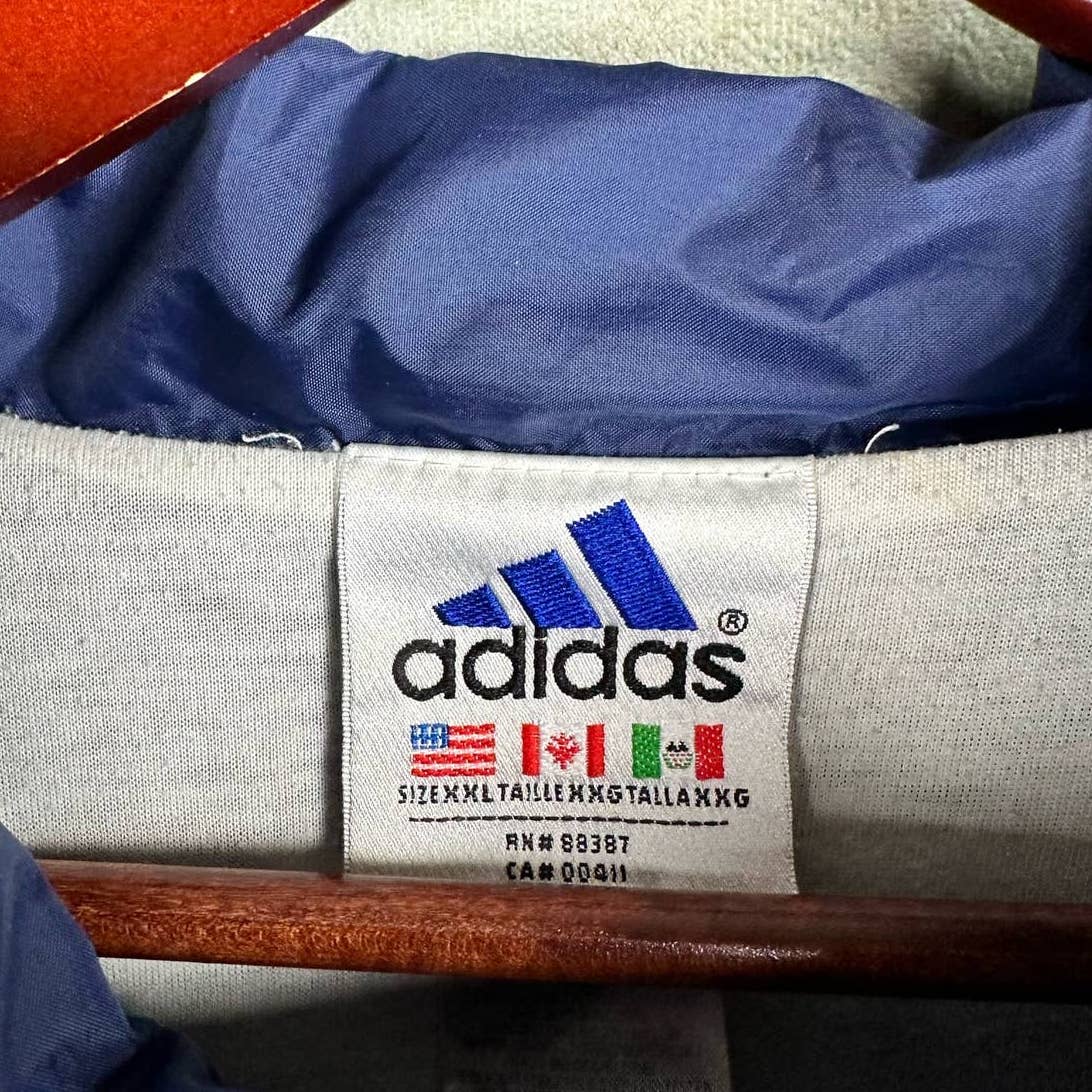 adidas ®
SIZE XXL TAILLE XXG TALLA XXG
RN# 88387
CA# 00411